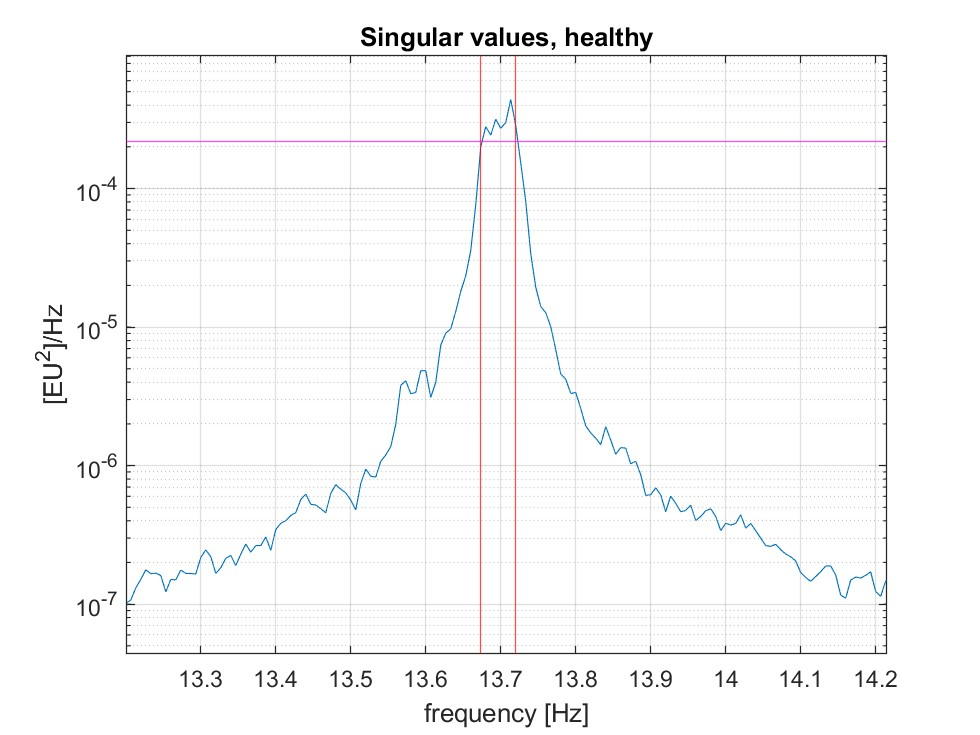 Singular values, healthy
[EU^2]/Hz
10^-4
10^-5
10^-6
10^-7
13.3 13.4 13.5 13.6 13.7 13.8 13.9 14 14.1 14.2
frequency [Hz]